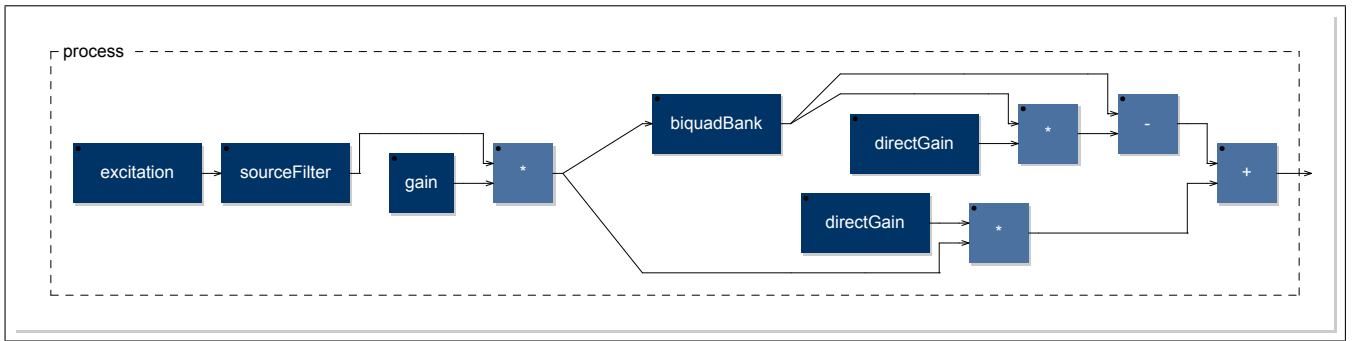 process
excitation
sourceFilter
gain
*
biquadBank
directGain
*
-
directGain
*
+